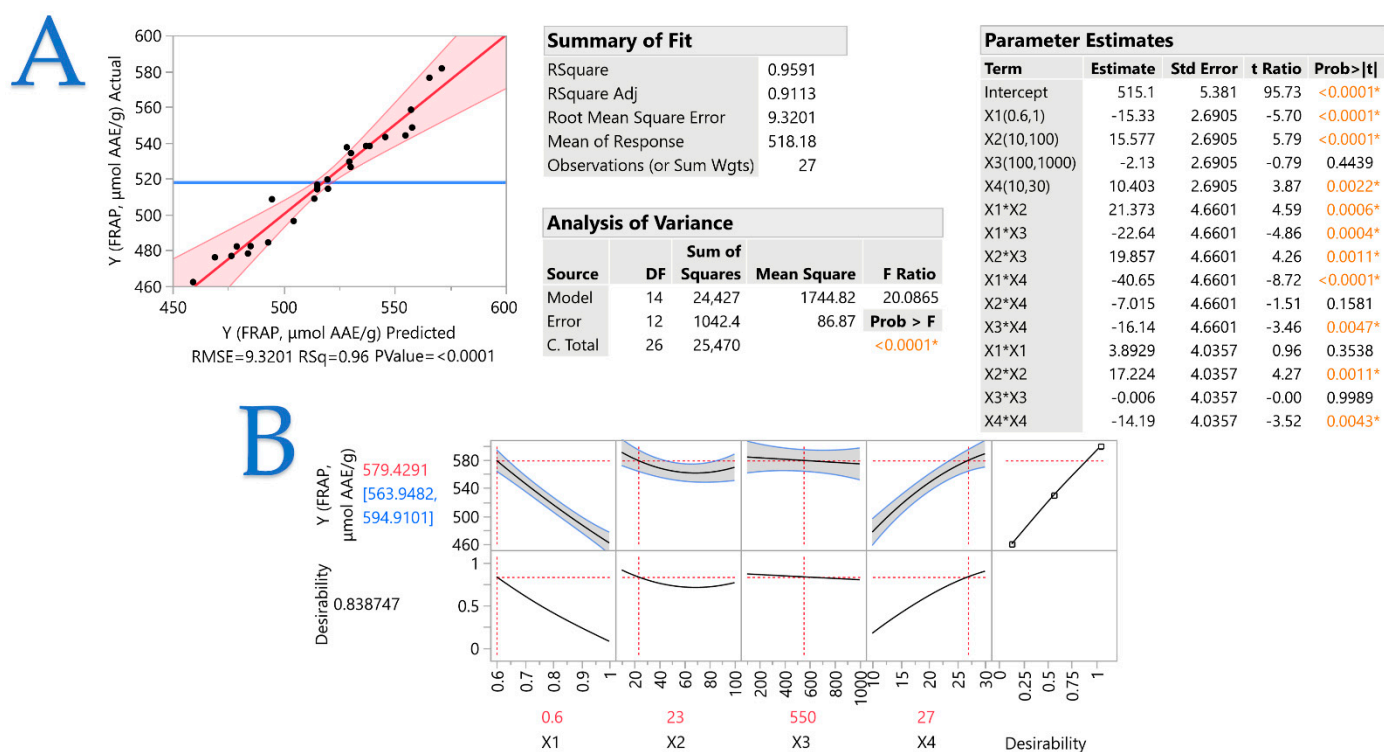 A
600
580
560
540
520
500
480
460
450 500 550 600
Y (FRAP, μmol AAE/g) Actual
Y (FRAP, μmol AAE/g) Predicted
RMSE=9.3201 RSq=0.96 PValue=<0.0001
Summary of Fit
RSquare 0.9591
RSquare Adj 0.9113
Root Mean Square Error 9.3201
Mean of Response 518.18
Observations (or Sum Wgts) 27
Analysis of Variance
Sum of
Source DF Squares Mean Square F Ratio
Model 14 24,427 1744.82 20.0865
Error 12 1042.4 86.87 Prob > F
C. Total 26 25,470 <0.0001*
Parameter Estimates
Term Estimate Std Error t Ratio Prob>|t|
Intercept 515.1 5.381 95.73 <0.0001*
X1(0.6,1) -15.33 2.6905 -5.70 <0.0001*
X2(10,100) 15.577 2.6905 5.79 <0.0001*
X3(100,1000) -2.13 2.6905 -0.79 0.4439
X4(10,30) 10.403 2.6905 3.87 0.0022*
X1*X2 21.373 4.6601 4.59 0.0006*
X1*X3 -22.64 4.6601 -4.86 0.0004*
X2*X3 19.857 4.6601 4.26 0.0011*
X1*X4 -40.65 4.6601 -8.72 <0.0001*
X2*X4 -7.015 4.6601 -1.51 0.1581
X3*X4 -16.14 4.6601 -3.46 0.0047*
X1*X1 3.8929 4.0357 0.96 0.3538
X2*X2 17.224 4.0357 4.27 0.0011*
X3*X3 -0.006 4.0357 -0.00 0.9989
X4*X4 -14.19 4.0357 -3.52 0.0043*
B
Y (FRAP,
μmol AAE/g)
579.4291
[563.9482,
594.9101]
580
540
500
460
Desirability
0.838747
1
0.5
0
0.6 0.7 0.8 0.9 1
20 40 60 80 100
0 200 400 600 800 1000
10 15 20 25 30
0 0.25 0.5 0.75 1
0.6 23 550 27
X1 X2 X3 X4 Desirability